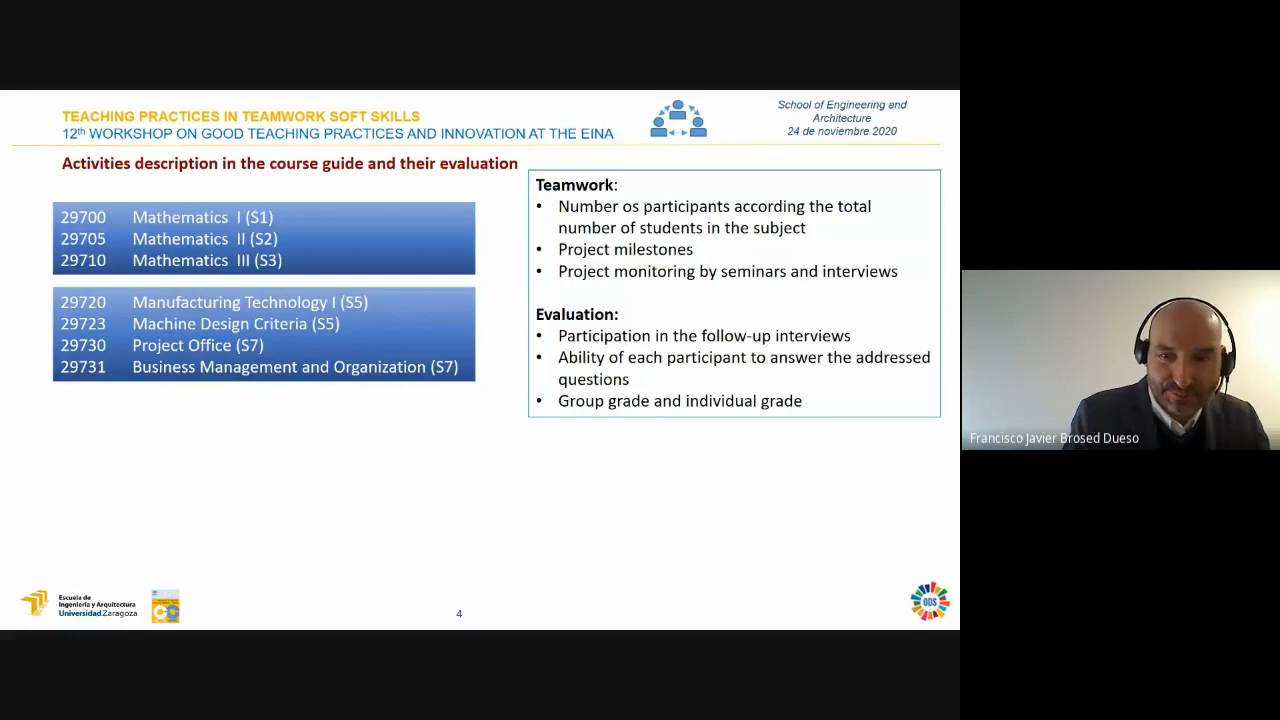 TEACHING PRACTICES IN TEAMWORK SOFT SKILLS
12th WORKSHOP ON GOOD TEACHING PRACTICES AND INNOVATION AT THE EINA
School of Engineering and
Architecture
24 de noviembre 2020
Activities description in the course guide and their evaluation
29700 Mathematics I (S1)
29705 Mathematics II (S2)
29710 Mathematics III (S3)
29720 Manufacturing Technology I (S5)
29723 Machine Design Criteria (S5)
29730 Project Office (S7)
29731 Business Management and Organization (S7)
Teamwork:
• Number os participants according the total
number of students in the subject
• Project milestones
• Project monitoring by seminars and interviews
Evaluation:
• Participation in the follow-up interviews
• Ability of each participant to answer the addressed
questions
• Group grade and individual grade
Francisco Javier Brosed Dueso
Escuela de
Ingeniería y Arquitectura
Universidad Zaragoza
4
ODS